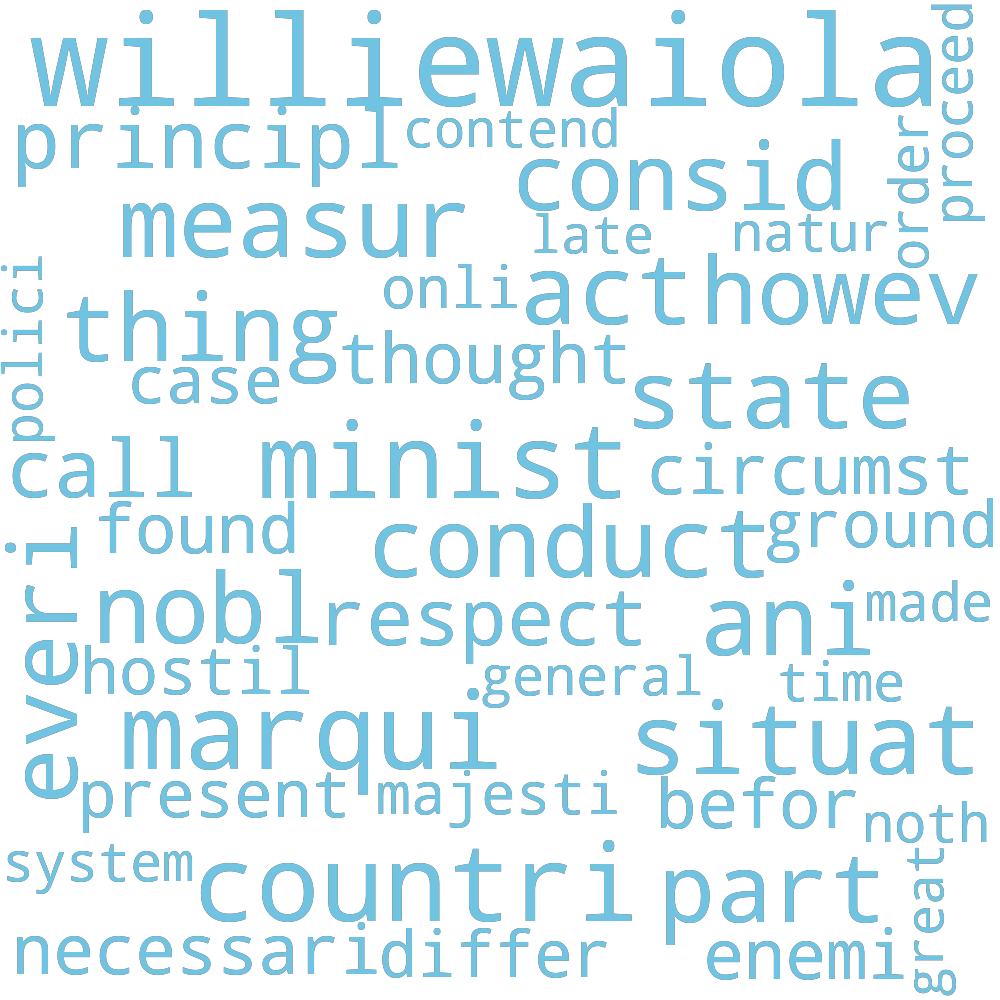 williewaiola
proceed
principl
contend
order
consid
measur
late
natur
polici
onli
act
howev
thing
thought
case
state
call
minist
circumst
found
conduct
ground
everi
nobl
respect
ani
made
hostil
general
time
marqui
situat
present
majesti
befor
noth
system
countri
part
great
necessari
differ
enemi